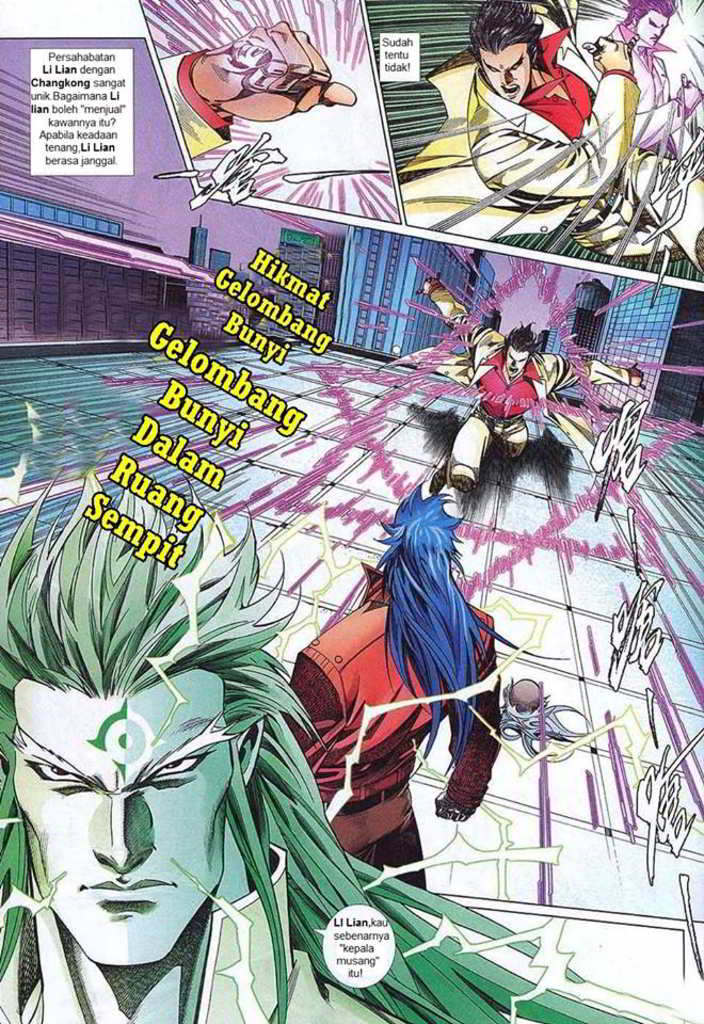 Persahabatan
Li Lian dengan
Changkong sangat
unik.Bagaimana Li
lian boleh "menjual"
kawannya itu?
Apabila keadaan
tenang,Li Lian
berasa janggal.
Sudah
tentu
tidak!
Hikmat
Gelombang
Bunyi
Gelombang
Bunyi
Dalam
Ruang
Sempit
LI Lian,kau
sebenarnya
"kepala
musang"
itu!